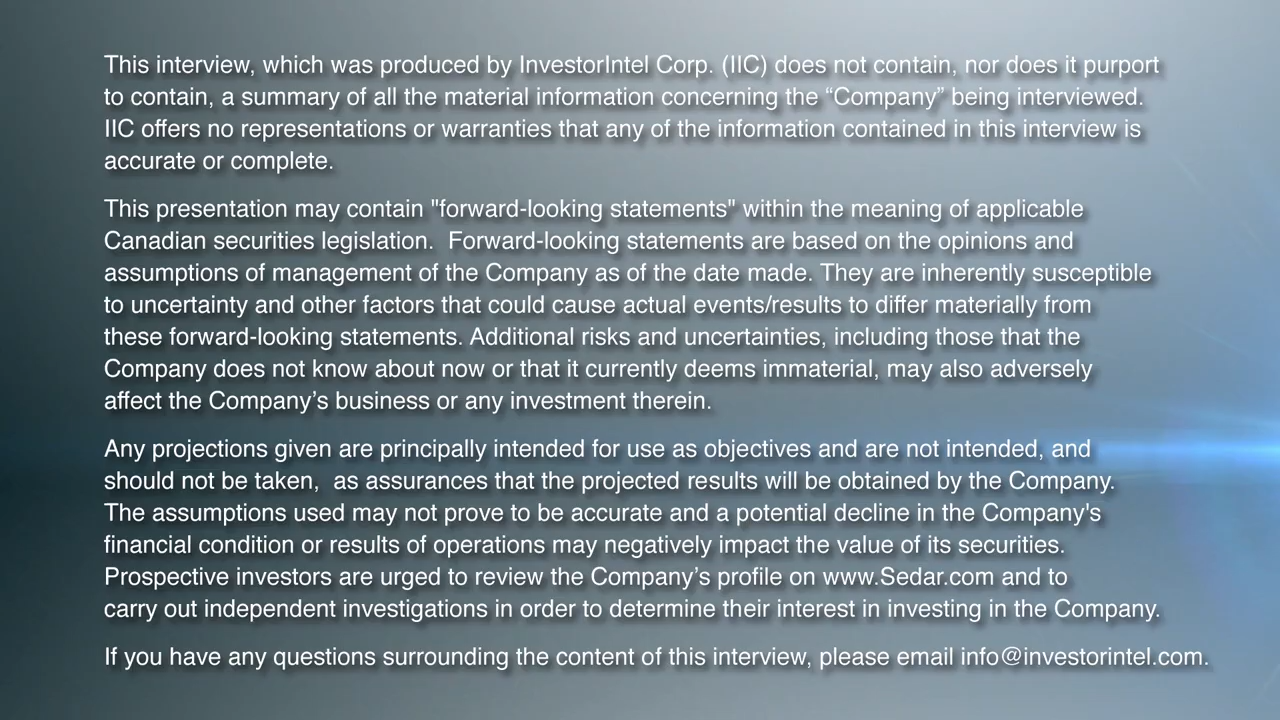 This interview, which was produced by InvestorIntel Corp. (IIC) does not contain, nor does it purport
to contain, a summary of all the material information concerning the “Company” being interviewed.
IIC offers no representations or warranties that any of the information contained in this interview is
accurate or complete.
This presentation may contain "forward-looking statements" within the meaning of applicable
Canadian securities legislation.  Forward-looking statements are based on the opinions and
assumptions of management of the Company as of the date made. They are inherently susceptible
to uncertainty and other factors that could cause actual events/results to differ materially from
these forward-looking statements. Additional risks and uncertainties, including those that the
Company does not know about now or that it currently deems immaterial, may also adversely
affect the Company’s business or any investment therein.
Any projections given are principally intended for use as objectives and are not intended, and
should not be taken,  as assurances that the projected results will be obtained by the Company.
The assumptions used may not prove to be accurate and a potential decline in the Company's
financial condition or results of operations may negatively impact the value of its securities.
Prospective investors are urged to review the Company’s profile on www.Sedar.com and to
carry out independent investigations in order to determine their interest in investing in the Company.
If you have any questions surrounding the content of this interview, please email info@investorintel.com.